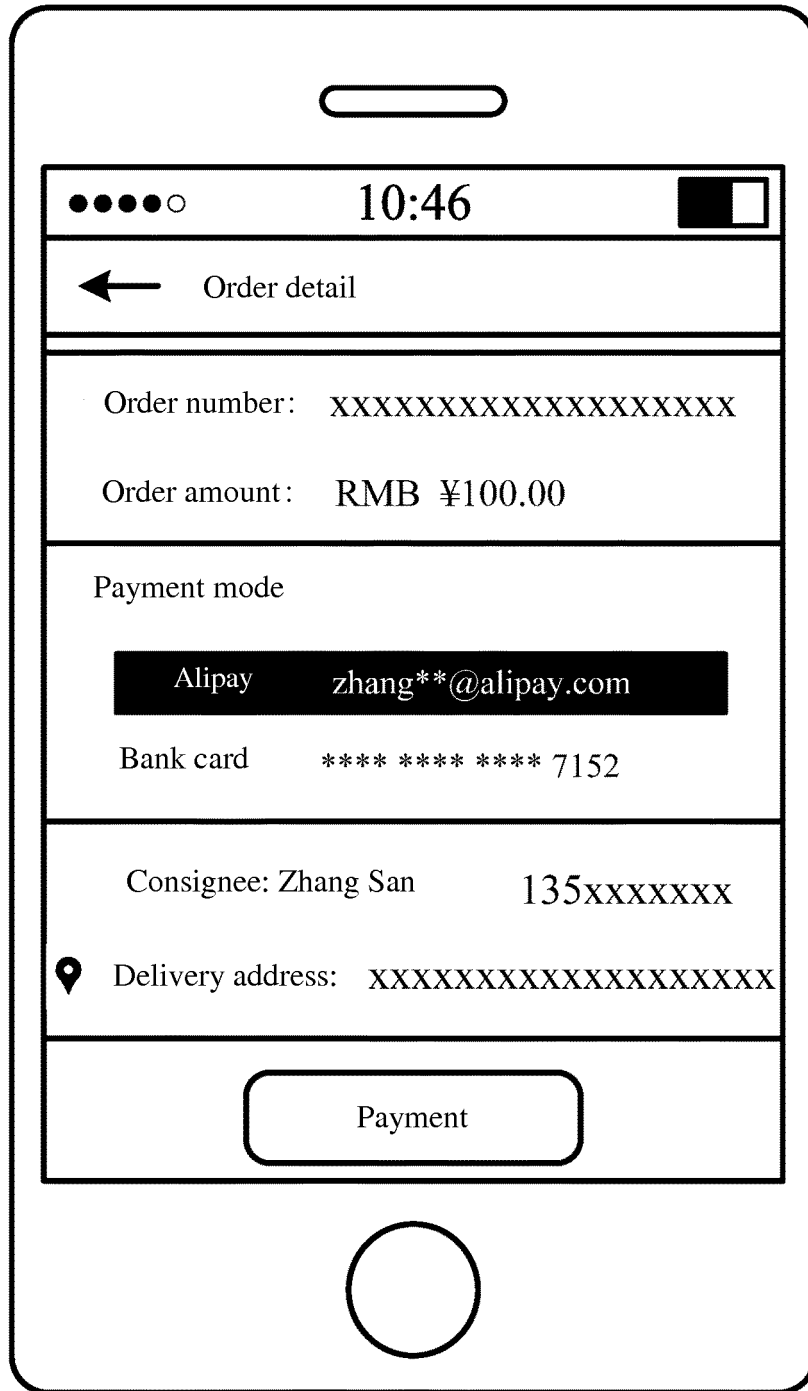 10:46
Order detail
Order number: xxxxxxxxxxxxxxxxxxx
Order amount: RMB ¥100.00
Payment mode
Alipay zhang**@alipay.com
Bank card **** **** **** 7152
Consignee: Zhang San 135xxxxxxx
Delivery address: xxxxxxxxxxxxxxxxxxx
Payment